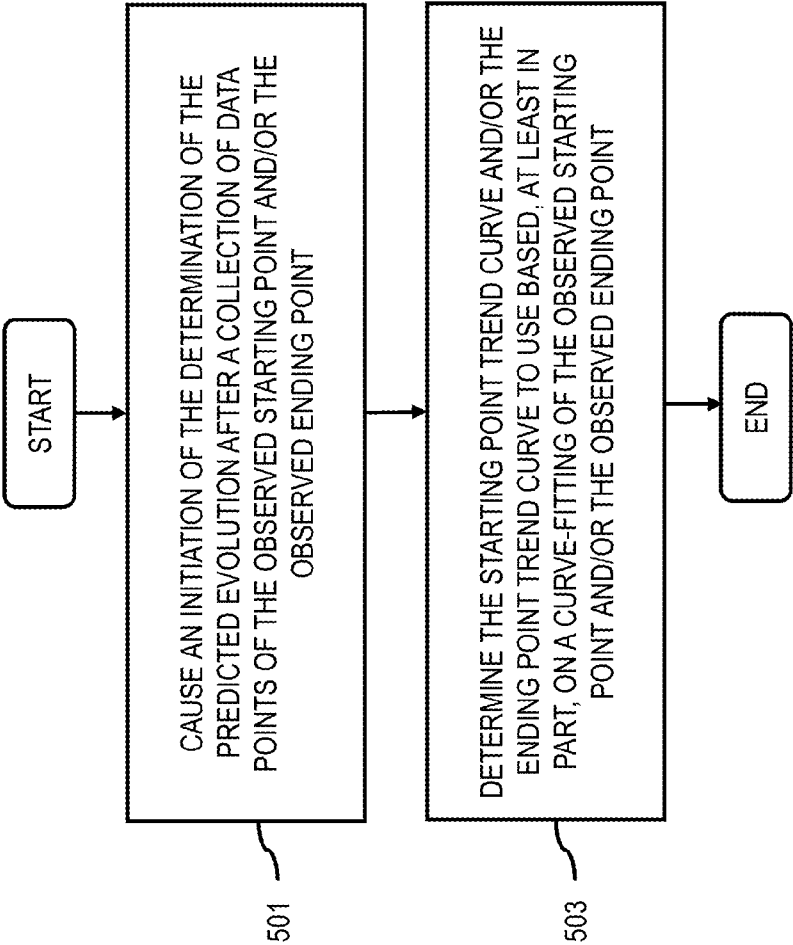 START
CAUSE AN INITIATION OF THE DETERMINATION OF THE
PREDICTED EVOLUTION AFTER A COLLECTION OF DATA
POINTS OF THE OBSERVED STARTING POINT AND/OR THE
OBSERVED ENDING POINT
501
DETERMINE THE STARTING POINT TREND CURVE AND/OR THE
ENDING POINT TREND CURVE TO USE BASED, AT LEAST IN
PART, ON A CURVE-FITTING OF THE OBSERVED STARTING
POINT AND/OR THE OBSERVED ENDING POINT
503
END